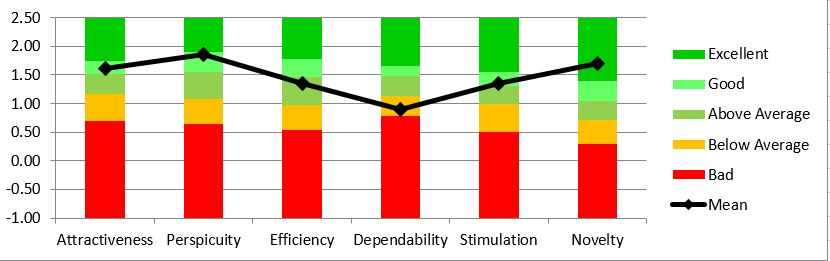 2.50
2.00
1.50
1.00
0.50
0.00
-0.50
-1.00
Attractiveness Perspicuity Efficiency Dependability Stimulation Novelty
Excellent
Good
Above Average
Below Average
Bad
Mean